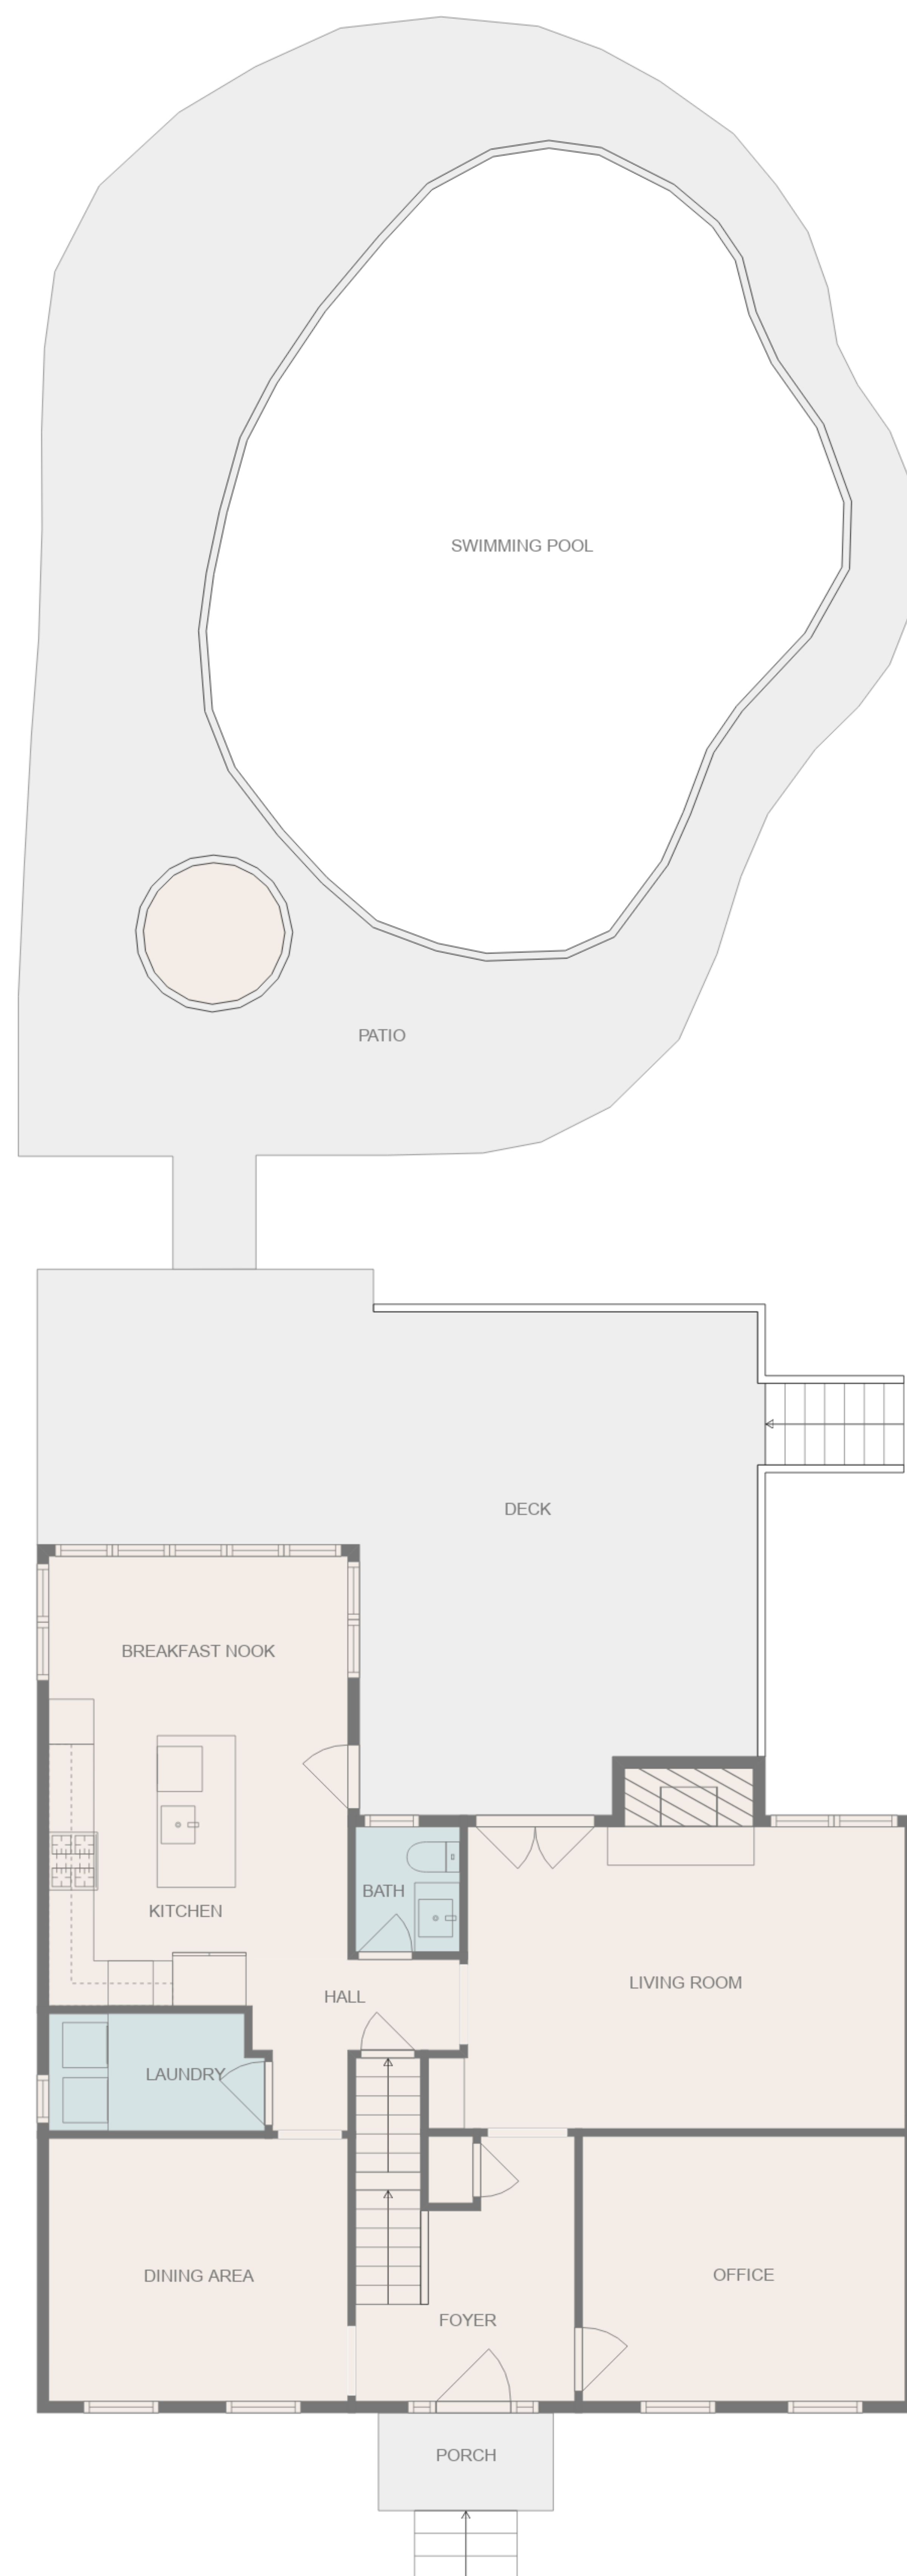 SWIMMING POOL
PATIO
DECK
BREAKFAST NOOK
BATH
KITCHEN
LIVING ROOM
HALL
LAUNDRY
DINING AREA
OFFICE
FOYER
PORCH